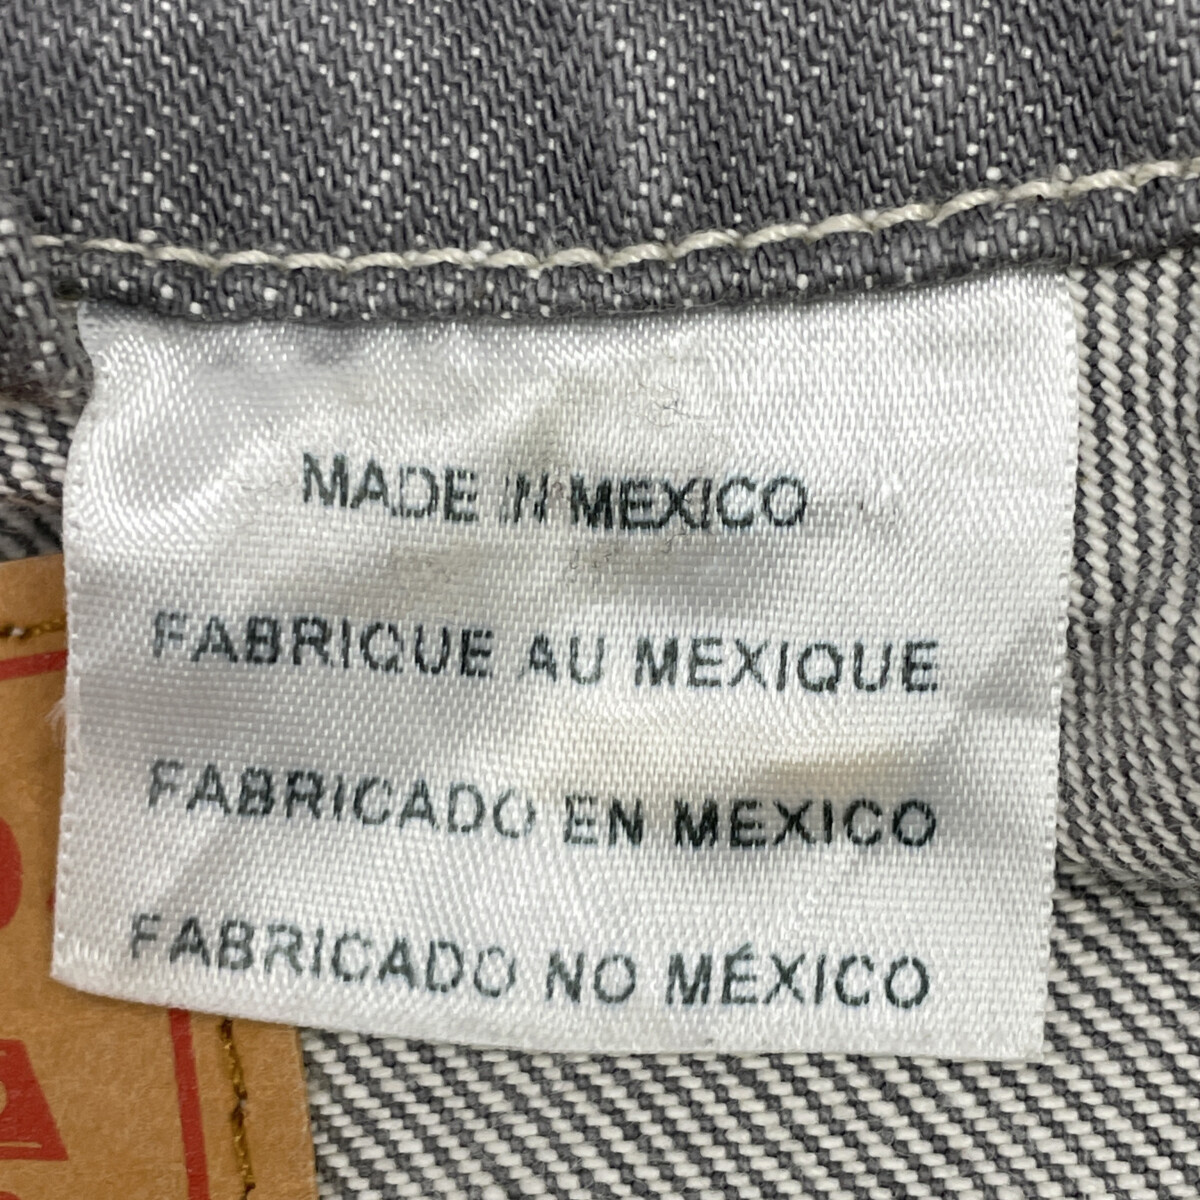 MADE IN MEXICO
FABRIQUE AU MEXIQUE
FABRICADO EN MEXICO
FABRICADO NO MÉXICO